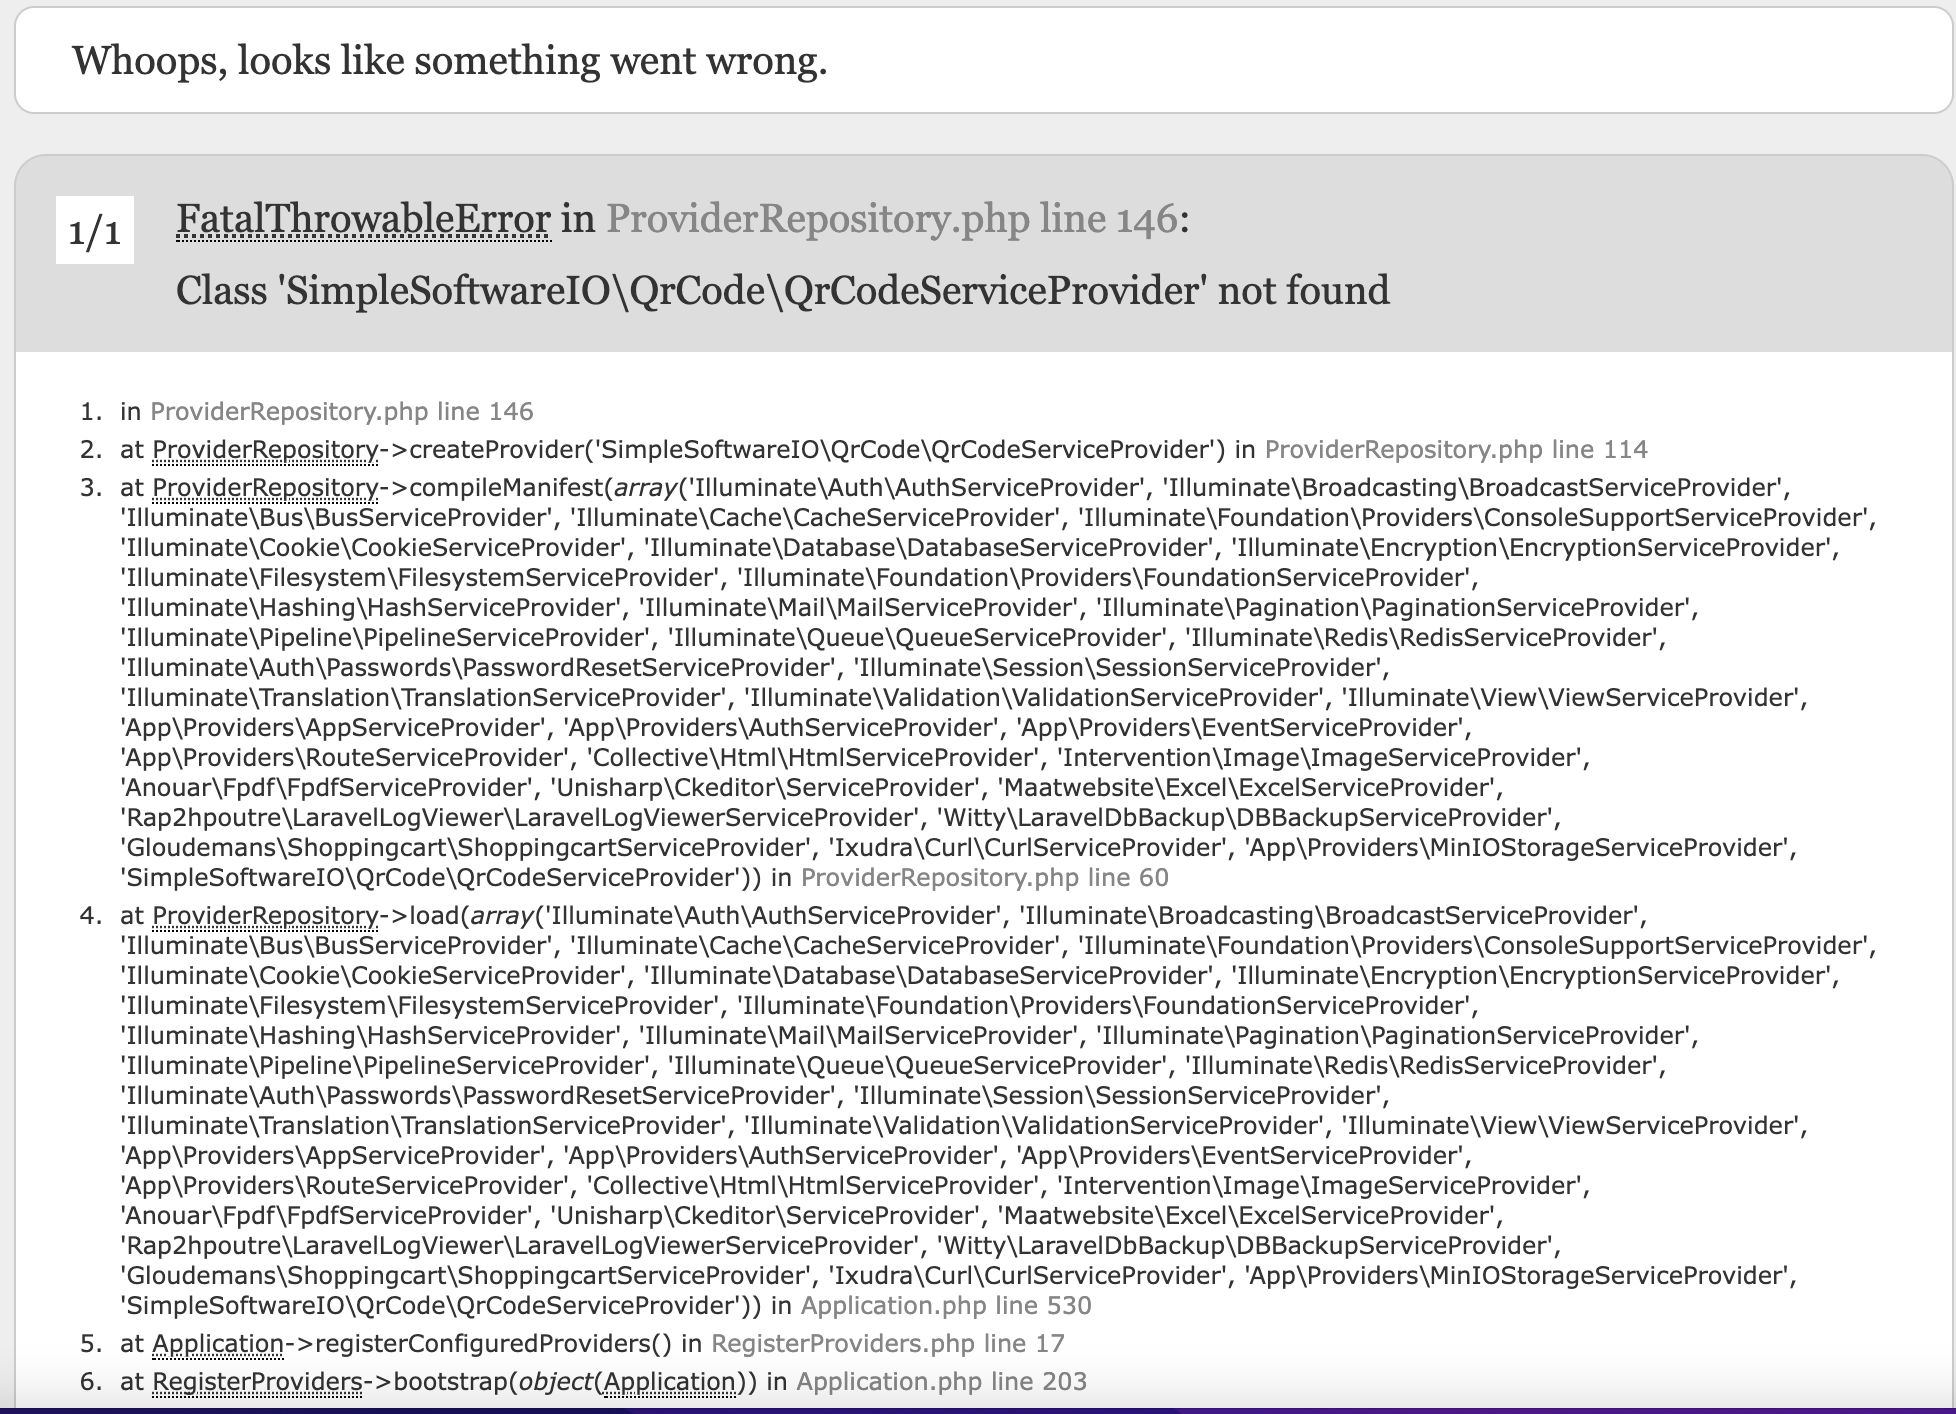 Whoops, looks like something went wrong.
1/1
FatalThrowableError in ProviderRepository.php line 146:
Class 'SimpleSoftwareIO\QrCode\QrCodeServiceProvider' not found
1. in ProviderRepository.php line 146
2. at ProviderRepository->createProvider('SimpleSoftwareIO\QrCode\QrCodeServiceProvider') in ProviderRepository.php line 114
3. at ProviderRepository->compileManifest(array('Illuminate\Auth\AuthServiceProvider', 'Illuminate\Broadcasting\BroadcastServiceProvider',
'Illuminate\Bus\BusServiceProvider', 'Illuminate\Cache\CacheServiceProvider', 'Illuminate\Foundation\Providers\ConsoleSupportServiceProvider',
'Illuminate\Cookie\CookieServiceProvider', 'Illuminate\Database\DatabaseServiceProvider', 'Illuminate\Encryption\EncryptionServiceProvider',
'Illuminate\Filesystem\FilesystemServiceProvider', 'Illuminate\Foundation\Providers\FoundationServiceProvider',
'Illuminate\Hashing\HashServiceProvider', 'Illuminate\Mail\MailServiceProvider', 'Illuminate\Pagination\PaginationServiceProvider',
'Illuminate\Pipeline\PipelineServiceProvider', 'Illuminate\Queue\QueueServiceProvider', 'Illuminate\Redis\RedisServiceProvider',
'Illuminate\Auth\Passwords\PasswordResetServiceProvider', 'Illuminate\Session\SessionServiceProvider',
'Illuminate\Translation\TranslationServiceProvider', 'Illuminate\Validation\ValidationServiceProvider', 'Illuminate\View\ViewServiceProvider',
'App\Providers\AppServiceProvider', 'App\Providers\AuthServiceProvider', 'App\Providers\EventServiceProvider',
'App\Providers\RouteServiceProvider', 'Collective\Html\HtmlServiceProvider', 'Intervention\Image\ImageServiceProvider',
'Anouar\Fpdf\FpdfServiceProvider', 'Unisharp\Ckeditor\ServiceProvider', 'Maatwebsite\Excel\ExcelServiceProvider',
'Rap2hpoutre\LaravelLogViewer\LaravelLogViewerServiceProvider', 'Witty\LaravelDbBackup\DBBackupServiceProvider',
'Gloudemans\Shoppingcart\ShoppingcartServiceProvider', 'Ixudra\Curl\CurlServiceProvider', 'App\Providers\MinIOStorageServiceProvider',
'SimpleSoftwareIO\QrCode\QrCodeServiceProvider')) in ProviderRepository.php line 60
4. at ProviderRepository->load(array('Illuminate\Auth\AuthServiceProvider', 'Illuminate\Broadcasting\BroadcastServiceProvider',
'Illuminate\Bus\BusServiceProvider', 'Illuminate\Cache\CacheServiceProvider', 'Illuminate\Foundation\Providers\ConsoleSupportServiceProvider',
'Illuminate\Cookie\CookieServiceProvider', 'Illuminate\Database\DatabaseServiceProvider', 'Illuminate\Encryption\EncryptionServiceProvider',
'Illuminate\Filesystem\FilesystemServiceProvider', 'Illuminate\Foundation\Providers\FoundationServiceProvider',
'Illuminate\Hashing\HashServiceProvider', 'Illuminate\Mail\MailServiceProvider', 'Illuminate\Pagination\PaginationServiceProvider',
'Illuminate\Pipeline\PipelineServiceProvider', 'Illuminate\Queue\QueueServiceProvider', 'Illuminate\Redis\RedisServiceProvider',
'Illuminate\Auth\Passwords\PasswordResetServiceProvider', 'Illuminate\Session\SessionServiceProvider',
'Illuminate\Translation\TranslationServiceProvider', 'Illuminate\Validation\ValidationServiceProvider', 'Illuminate\View\ViewServiceProvider',
'App\Providers\AppServiceProvider', 'App\Providers\AuthServiceProvider', 'App\Providers\EventServiceProvider',
'App\Providers\RouteServiceProvider', 'Collective\Html\HtmlServiceProvider', 'Intervention\Image\ImageServiceProvider',
'Anouar\Fpdf\FpdfServiceProvider', 'Unisharp\Ckeditor\ServiceProvider', 'Maatwebsite\Excel\ExcelServiceProvider',
'Rap2hpoutre\LaravelLogViewer\LaravelLogViewerServiceProvider', 'Witty\LaravelDbBackup\DBBackupServiceProvider',
'Gloudemans\Shoppingcart\ShoppingcartServiceProvider', 'Ixudra\Curl\CurlServiceProvider', 'App\Providers\MinIOStorageServiceProvider',
'SimpleSoftwareIO\QrCode\QrCodeServiceProvider')) in Application.php line 530
5. at Application->registerConfiguredProviders() in RegisterProviders.php line 17
6. at RegisterProviders->bootstrap(object(Application)) in Application.php line 203